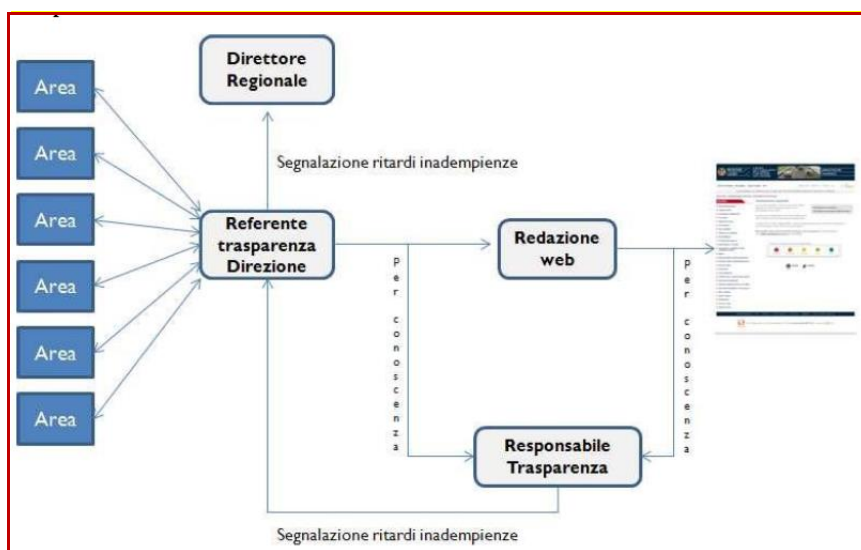 Direttore
Regionale
Area
Area
Area
Area
Area
Area
Segnalazione ritardi inadempienze
Referente
trasparenza
Direzione
Redazione
web
Per conoscenza
Per conoscenza
Responsabile
Trasparenza
Segnalazione ritardi inadempienze